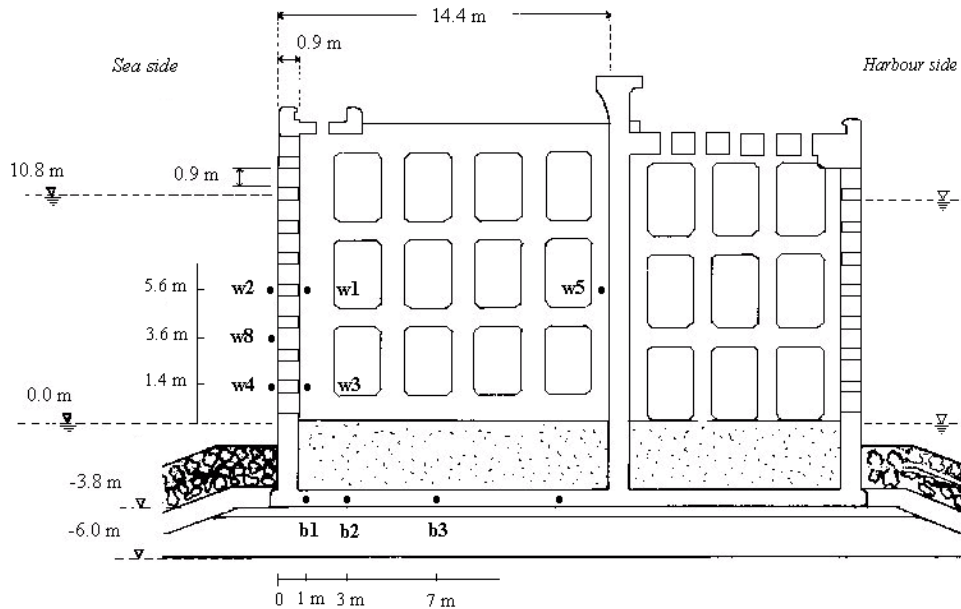 14.4 m
0.9 m
Sea side
Harbour side
10.8 m
0.9 m
5.6 m
w2
w1
w5
3.6 m
w8
1.4 m
w4
w3
0.0 m
-3.8 m
-6.0 m
b1
b2
b3
0
1 m
3 m
7 m